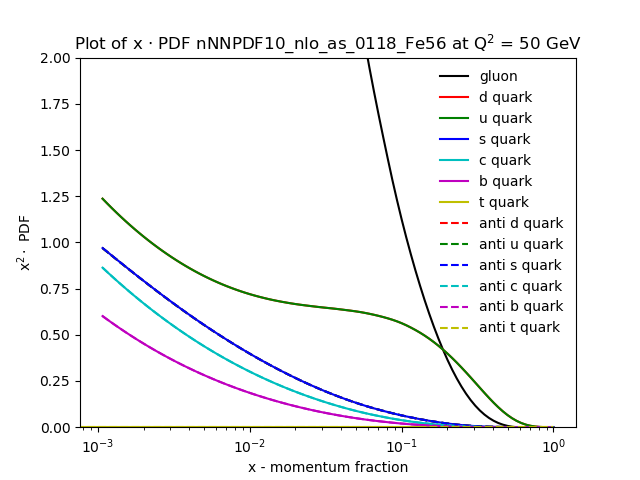 Plot of x · PDF nNNPDF10_nlo_as_0118_Fe56 at Q² = 50 GeV
x² · PDF
2.00
1.75
1.50
1.25
1.00
0.75
0.50
0.25
0.00
gluon
d quark
u quark
s quark
c quark
b quark
t quark
anti d quark
anti u quark
anti s quark
anti c quark
anti b quark
anti t quark
10⁻³ 10⁻² 10⁻¹ 10⁰
x - momentum fraction